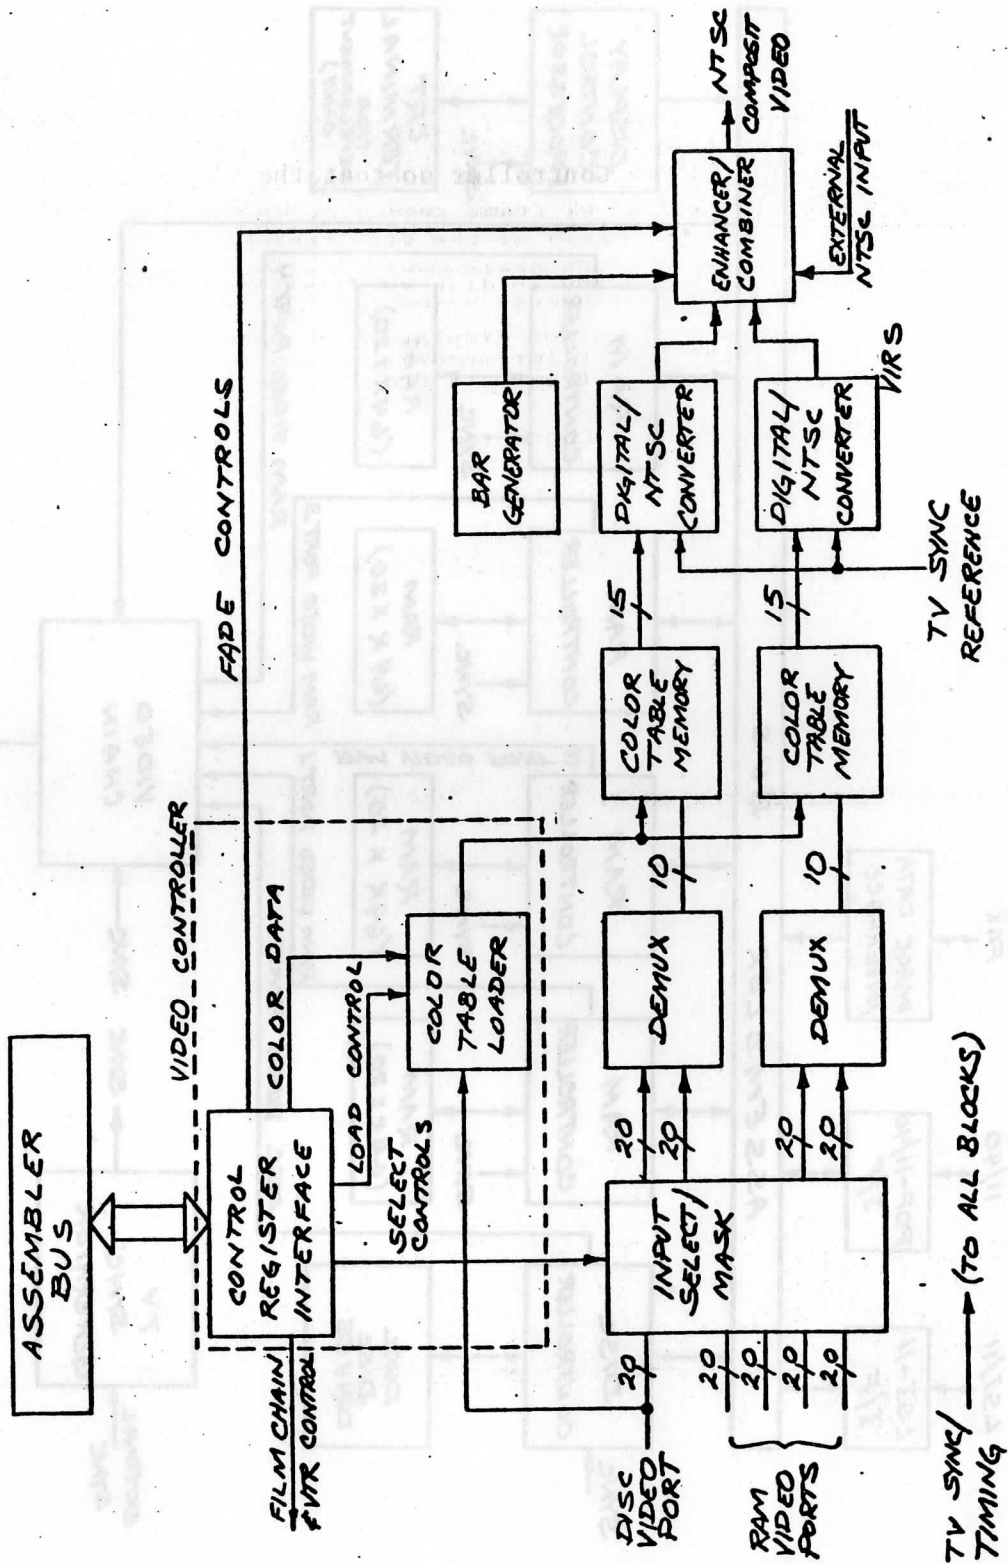 ASSEMBLER
BUS
VIDEO CONTROLLER
CONTROL
REGISTER
INTERFACE
FILM CHAIN
& VTR CONTROL
FADE CONTROLS
COLOR DATA
LOAD CONTROL
SELECT
CONTROLS
COLOR
TABLE
LOADER
DISC
VIDEO
PORT
20
RAM
VIDEO
PORTS
20
20
20
20
INPUT
SELECT/
MASK
20
20
20
20
DEMUX
DEMUX
10
10
COLOR
TABLE
MEMORY
COLOR
TABLE
MEMORY
15
15
BAR
GENERATOR
DIGITAL/
NTSC
CONVERTER
DIGITAL/
NTSC
CONVERTER
VIRS
TV SYNC
REFERENCE
ENHANCER/
COMBINER
EXTERNAL
NTSC INPUT
NTSC
COMPOSIT
VIDEO
TV SYNC/
TIMING
(TO ALL BLOCKS)